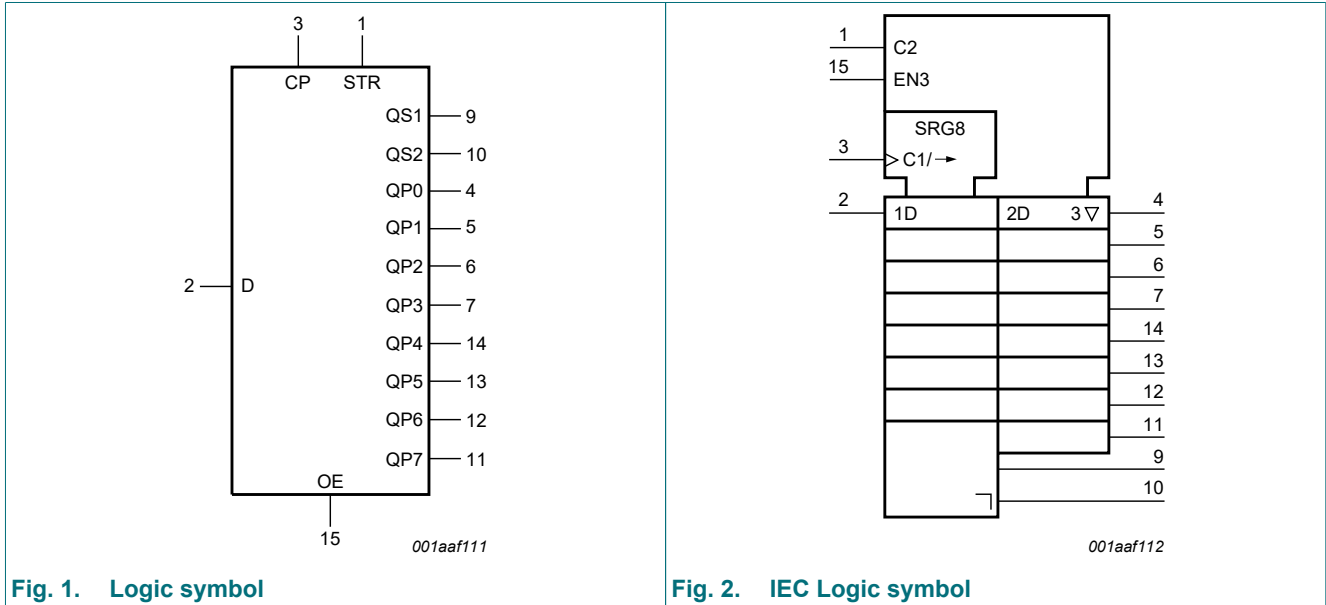 3 1
CP STR
QS1 9
QS2 10
QP0 4
QP1 5
QP2 6
2 D
QP3 7
QP4 14
QP5 13
QP6 12
QP7 11
OE
15
001aaf111
Fig. 1. Logic symbol
1 C2
15 EN3
SRG8
3 C1/→
2 1D 2D 3▽ 4
5
6
7
14
13
12
11
9
10
001aaf112
Fig. 2. IEC Logic symbol